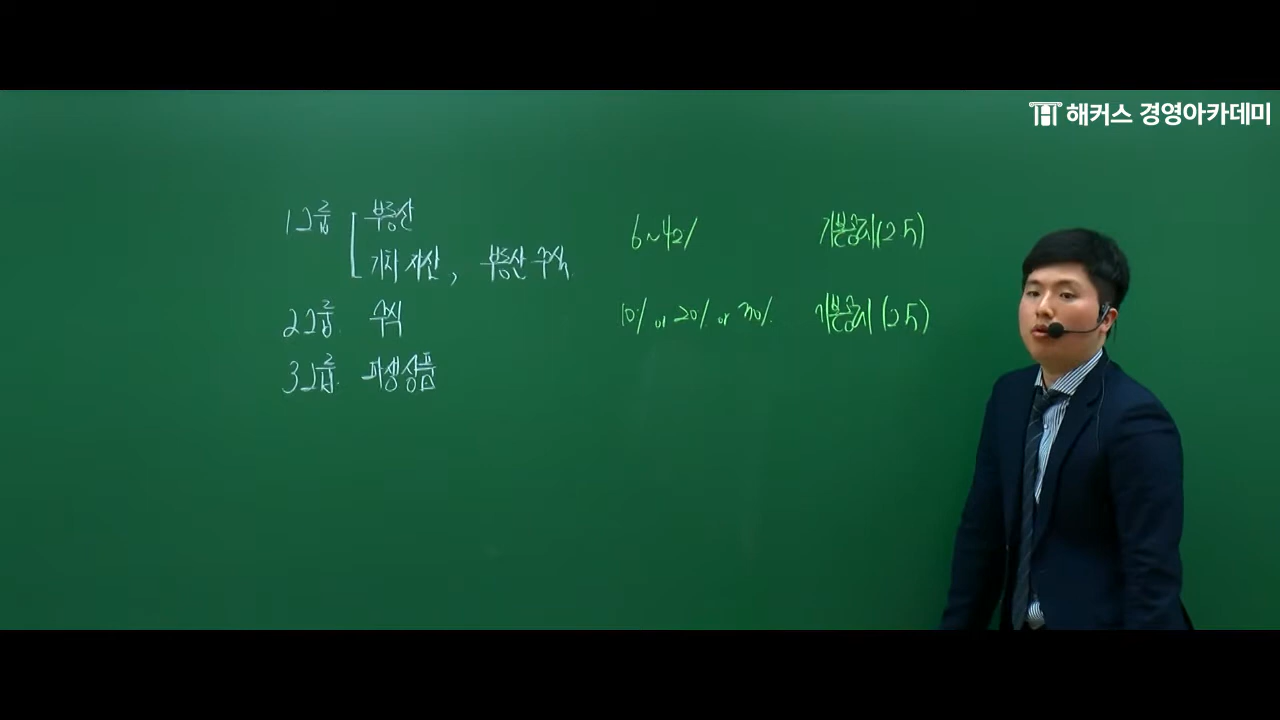 해커스 경영아카데미
1그룹 부동산 6~42% 기본공제(25)
기타 자산, 부동산 주식
2그룹. 주식 10% or 20% or 30% 기본공제(25)
3그룹. 파생상품